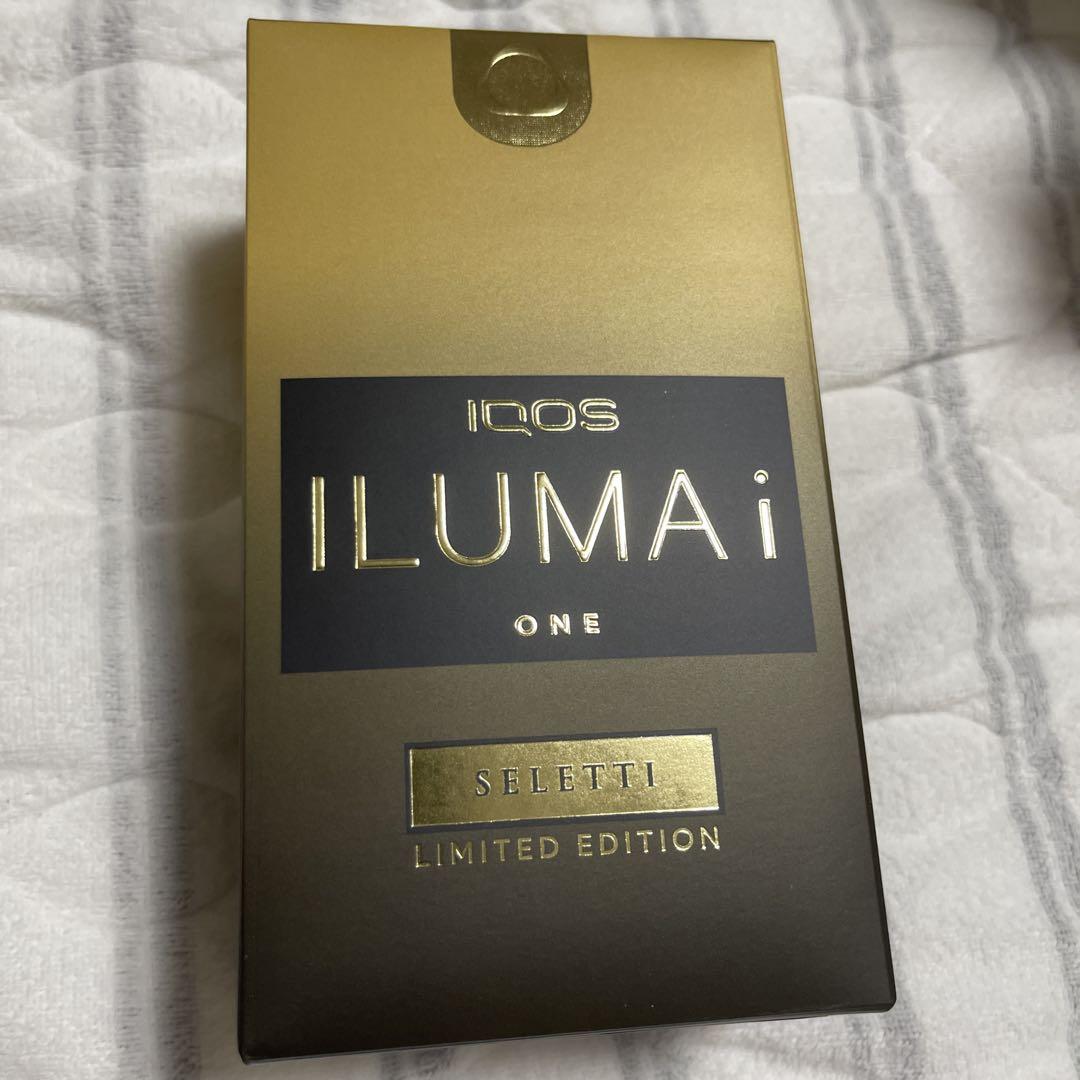 IQOS
ILUMA i
ONE
SELETTI
LIMITED EDITION